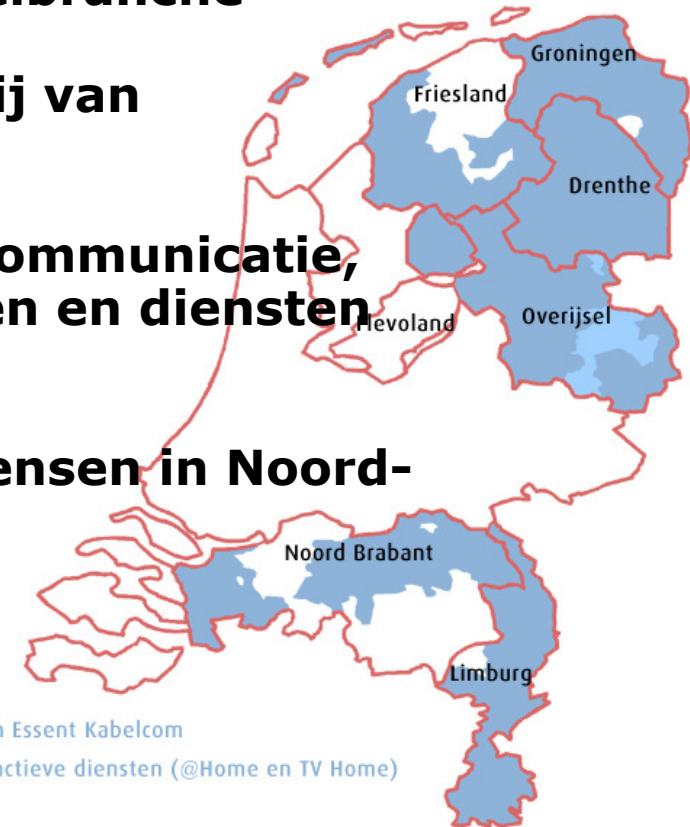 Groningen
ij van
Friesland
Drenthe
ommunicatie,
en en diensten
Flevoland
Overijsel
ensen in Noord-
Noord Brabant
Limburg
n Essent Kabelcom
actieve diensten (@Home en TV Home)